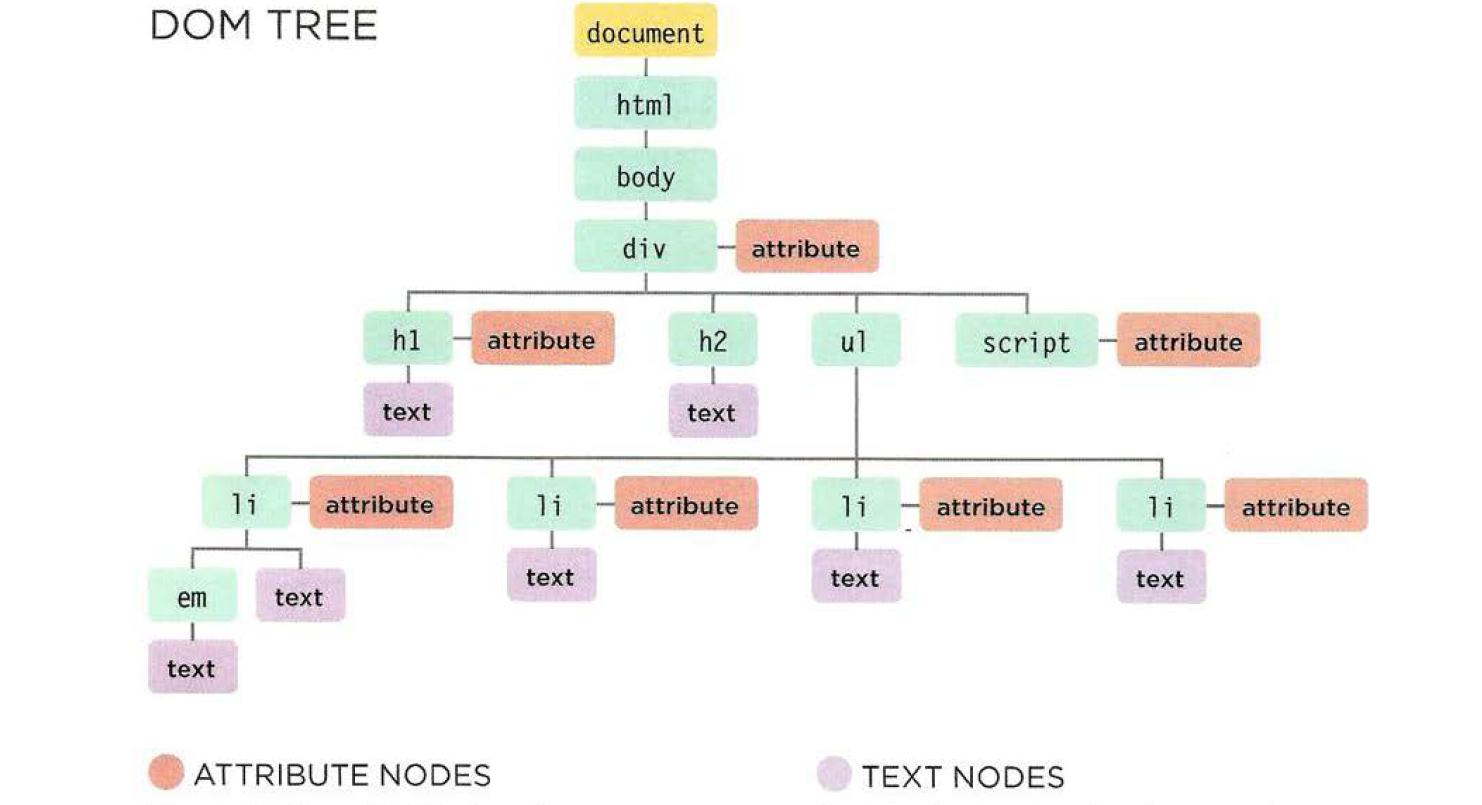 DOM TREE
document
html
body
div attribute
h1 attribute h2 ul script attribute
text text
li attribute li attribute li attribute li attribute
text text text
em text
text
ATTRIBUTE NODES TEXT NODES